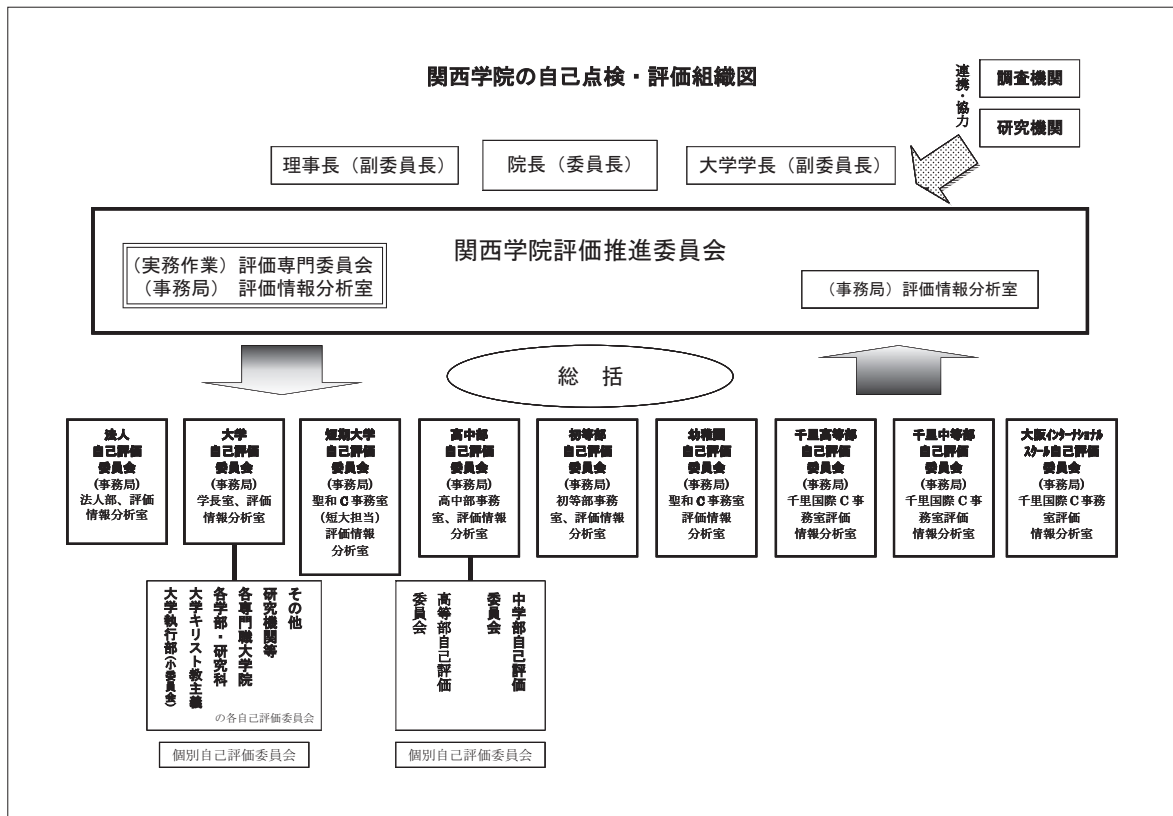 関西学院の自己点検・評価組織図
連携・協力
調査機関
研究機関
理事長（副委員長）
院長（委員長）
大学学長（副委員長）
関西学院評価推進委員会
（実務作業）評価専門委員会
（事務局） 評価情報分析室
（事務局）評価情報分析室
総 括
法人
自己評価
委員会
(事務局)
法人部、評価
情報分析室
大学
自己評価
委員会
(事務局)
学長室、評価
情報分析室
短期大学
自己評価
委員会
(事務局)
聖和C事務室
(短大担当)
評価情報
分析室
高中部
自己評価
委員会
(事務局)
高中部事務
室、評価情報
分析室
初等部
自己評価
委員会
(事務局)
初等部事務
室、評価情報
分析室
幼稚園
自己評価
委員会
(事務局)
聖和C事務室
評価情報
分析室
千里高等部
自己評価
委員会
(事務局)
千里国際C事
務室評価
情報分析室
千里中等部
自己評価
委員会
(事務局)
千里国際C事
務室評価
情報分析室
大阪インターナショナル
スクール自己評価
委員会
(事務局)
千里国際C事務
室評価
情報分析室
その他
研究機関等
各専門職大学院
各学部・研究科
大学キリスト教主義
大学執行部(小委員会)
の各自己評価委員会
個別自己評価委員会
中学部自己評価
委員会
高等部自己評価
委員会
個別自己評価委員会